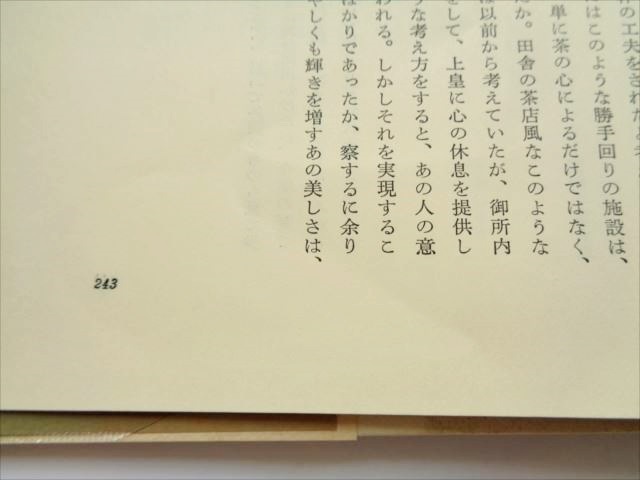 の工夫をされた
はこのような勝手回りの施設は、
単に茶の心によるだけではなく、
か。田舎の茶店風なこのような
は以前から考えていたが、御所内
をして、上皇に心の休息を提供し
うな考え方をすると、あの人の意
われる。しかしそれを実現するこ
ばかりであったか、察するに余り
やしくも輝きを増すあの美しさは、
243